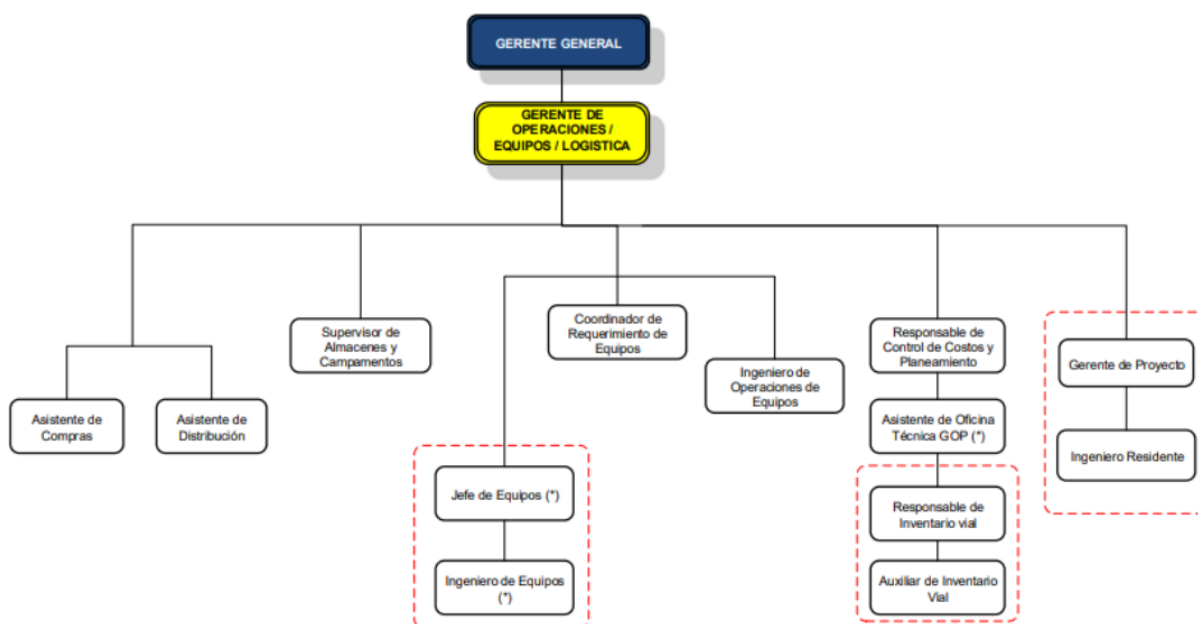 GERENTE GENERAL
GERENTE DE
OPERACIONES /
EQUIPOS / LOGISTICA
Supervisor de
Almacenes y
Campamentos
Coordinador de
Requerimiento de
Equipos
Responsable de
Control de Costos y
Planeamiento
Gerente de Proyecto
Ingeniero de
Operaciones de
Equipos
Asistente de
Compras
Asistente de
Distribución
Asistente de Oficina
Técnica GOP (*)
Ingeniero Residente
Jefe de Equipos (*)
Responsable de
Inventario vial
Ingeniero de Equipos
(*)
Auxiliar de Inventario
Vial